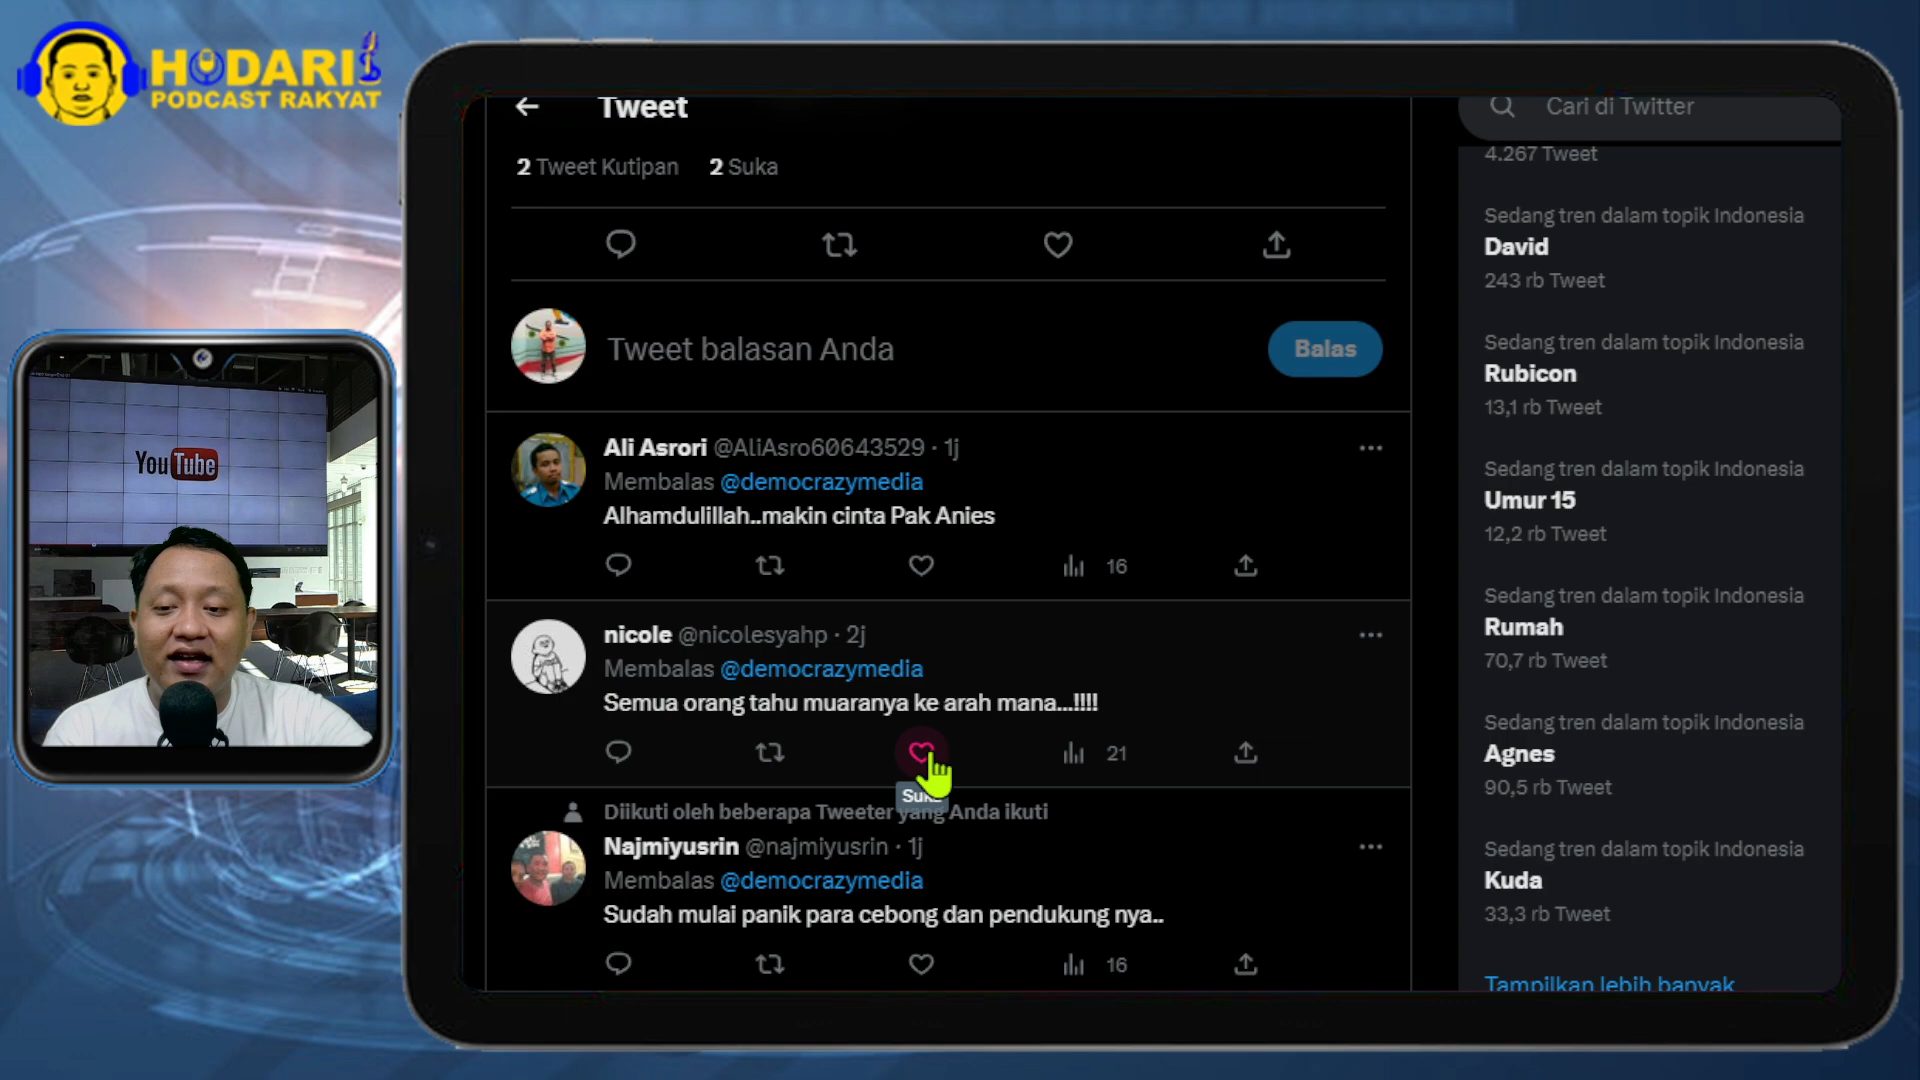 HODARI
PODCAST RAKYAT
YouTube
Tweet
2 Tweet Kutipan 2 Suka
Tweet balasan Anda
Balas
Ali Asrori @AliAsro60643529 · 1j
Membalas @democrazymedia
Alhamdulillah..makin cinta Pak Anies
16
nicole @nicolesyahp · 2j
Membalas @democrazymedia
Semua orang tahu muaranya ke arah mana...!!!!
21
Suka
Diikuti oleh beberapa Tweeter yang Anda ikuti
Najmiyusrin @najmiyusrin · 1j
Membalas @democrazymedia
Sudah mulai panik para cebong dan pendukung nya..
16
Cari di Twitter
4.267 Tweet
Sedang tren dalam topik Indonesia
David
243 rb Tweet
Sedang tren dalam topik Indonesia
Rubicon
13,1 rb Tweet
Sedang tren dalam topik Indonesia
Umur 15
12,2 rb Tweet
Sedang tren dalam topik Indonesia
Rumah
70,7 rb Tweet
Sedang tren dalam topik Indonesia
Agnes
90,5 rb Tweet
Sedang tren dalam topik Indonesia
Kuda
33,3 rb Tweet
Tampilkan lebih banyak